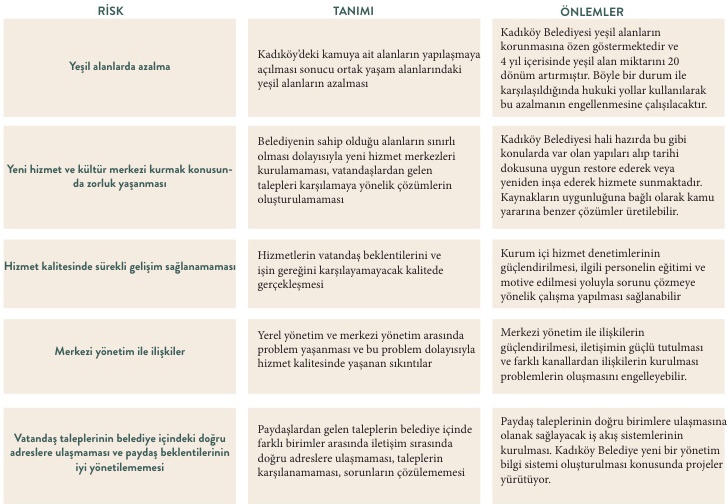 RİSK
TANIMI
ÖNLEMLER
Yeşil alanlarda azalma
Kadıköy'deki kamuya ait alanların yapılaşmaya
açılması sonucu ortak yaşam alanlarındaki
yeşil alanların azalması
Kadıköy Belediyesi yeşil alanların
korunmasına özen göstermektedir ve
4 yıl içerisinde yeşil alan miktarını 20
dönüm artırmıştır. Böyle bir durum ile
karşılaşıldığında hukuki yollar kullanılarak
bu azalmanın engellenmesine çalışılacaktır.
Yeni hizmet ve kültür merkezi kurmak konusun-
da zorluk yaşanması
Belediyenin sahip olduğu alanların sınırlı
olması dolayısıyla yeni hizmet merkezleri
kurulamaması, vatandaşlardan gelen
talepleri karşılamaya yönelik çözümlerin
oluşturulamaması
Kadıköy Belediyesi hali hazırda bu gibi
konularda var olan yapıları alıp tarihi
dokusuna uygun restore ederek veya
yeniden inşa ederek hizmete sunmaktadır.
Kaynakların uygunluğuna bağlı olarak kamu
yararına benzer çözümler üretilebilir.
Hizmet kalitesinde sürekli gelişim sağlanamaması
Hizmetlerin vatandaş beklentilerini ve
işin gereğini karşılayamayacak kalitede
gerçekleşmesi
Kurum içi hizmet denetimlerinin
güçlendirilmesi, ilgili personelin eğitimi ve
motive edilmesi yoluyla sorunu çözmeye
yönelik çalışma yapılması sağlanabilir
Merkezi yönetim ile ilişkiler
Yerel yönetim ve merkezi yönetim arasında
problem yaşanması ve bu problem dolayısıyla
hizmet kalitesinde yaşanan sıkıntılar
Merkezi yönetim ile ilişkilerin
güçlendirilmesi, iletişimin güçlü tutulması
ve farklı kanallardan ilişkilerin kurulması
problemlerin oluşmasını engelleyebilir.
Vatandaş taleplerinin belediye içindeki doğru
adreslere ulaşmaması ve paydaş beklentilerinin
iyi yönetilememesi
Paydaşlardan gelen taleplerin belediye içinde
farklı birimler arasında iletişim sırasında
doğru adreslere ulaşmaması, taleplerin
karşılanamaması, sorunların çözülememesi
Paydaş taleplerinin doğru birimlere ulaşmasına
olanak sağlayacak iş akış sistemlerinin
kurulması. Kadıköy Belediye yeni bir yönetim
bilgi sistemi oluşturulması konusunda projeler
yürütüyor.